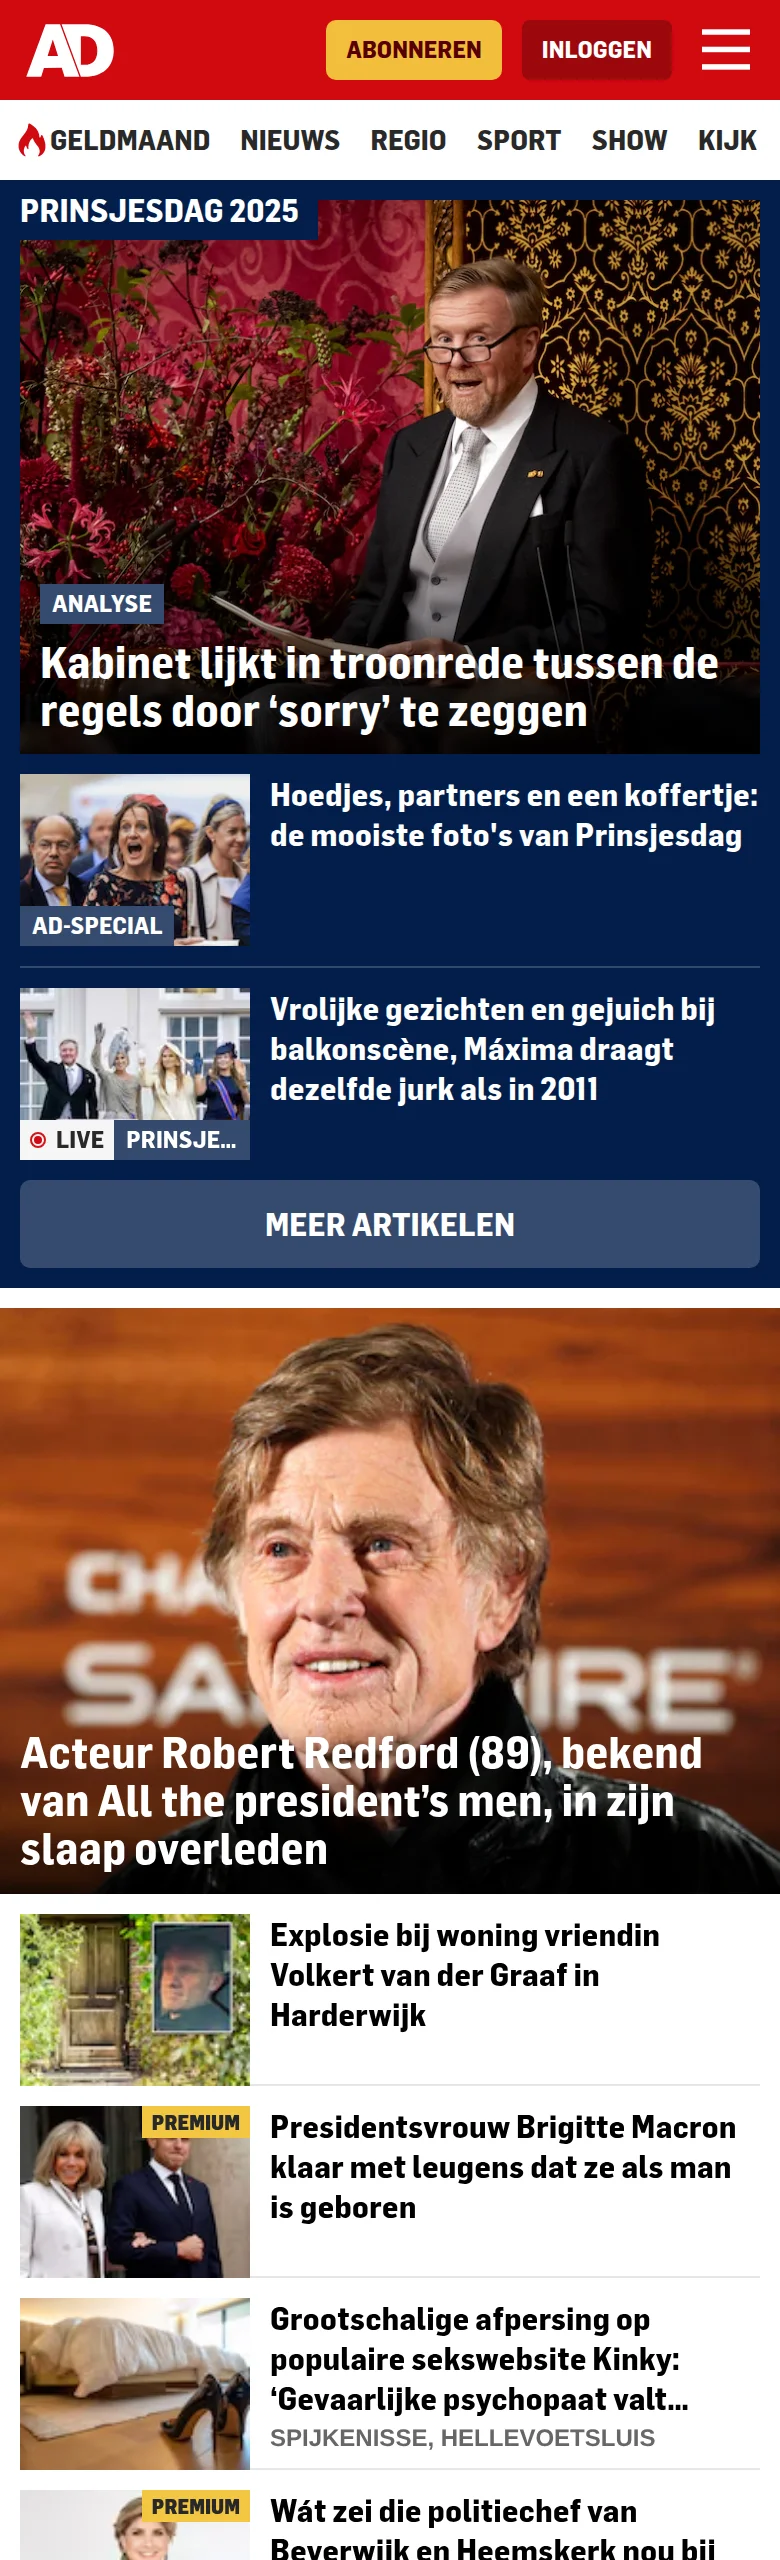 AD
ABONNEREN
INLOGGEN
GELDMAAND NIEUWS REGIO SPORT SHOW KIJK
PRINSJESDAG 2025
ANALYSE
Kabinet lijkt in troonrede tussen de
regels door ‘sorry’ te zeggen
Hoedjes, partners en een koffertje:
de mooiste foto's van Prinsjesdag
AD-SPECIAL
Vrolijke gezichten en gejuich bij
balkonscène, Máxima draagt
dezelfde jurk als in 2011
LIVE PRINSJE...
MEER ARTIKELEN
CHA
SA IRE
Acteur Robert Redford (89), bekend
van All the president’s men, in zijn
slaap overleden
Explosie bij woning vriendin
Volkert van der Graaf in
Harderwijk
PREMIUM
Presidentsvrouw Brigitte Macron
klaar met leugens dat ze als man
is geboren
Grootschalige afpersing op
populaire sekswebsite Kinky:
‘Gevaarlijke psychopaat valt...
SPIJKENISSE, HELLEVOETSLUIS
PREMIUM
Wát zei die politiechef van
Beverwijk en Heemskerk nou bij